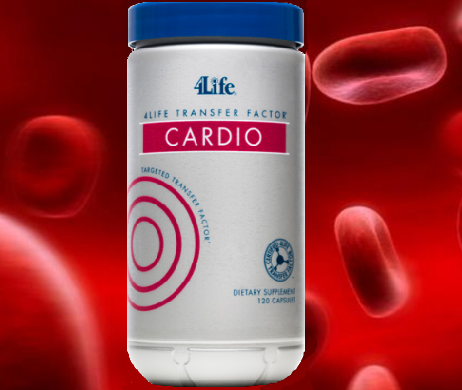 4Life
4LIFE TRANSFER FACTOR
CARDIO
TARGETED TRANSFER FACTOR
DIETARY SUPPLEMENT
120 CAPSULES